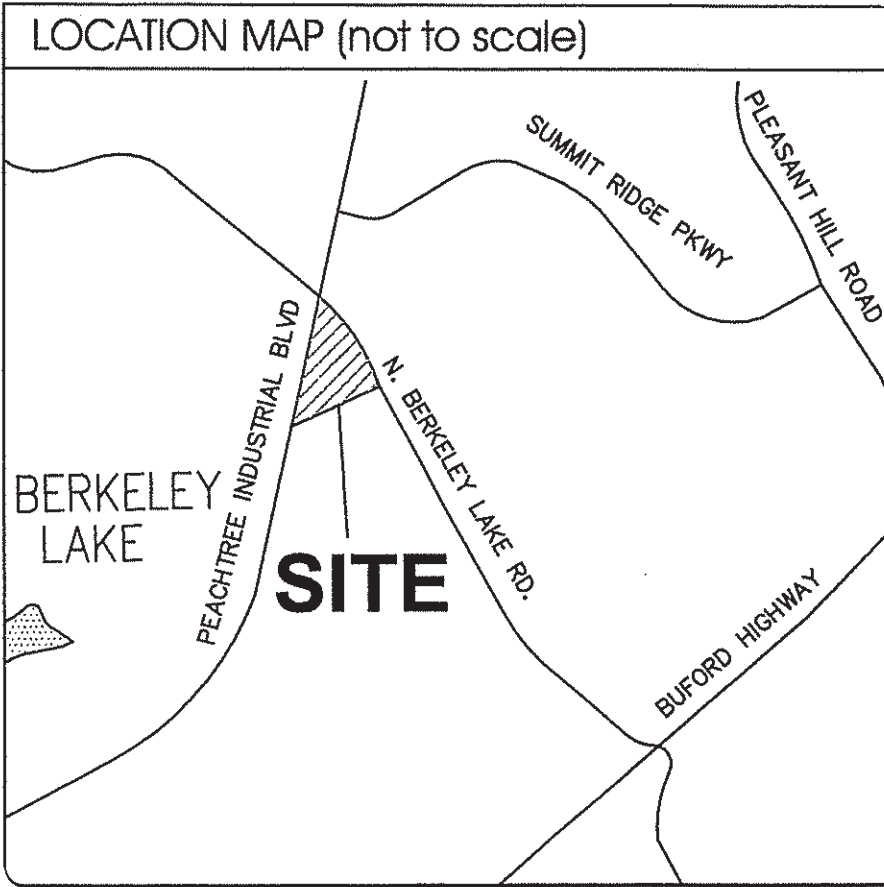 LOCATION MAP (not to scale)
SUMMIT RIDGE PKWY
PLEASANT HILL ROAD
PEACHTREE INDUSTRIAL BLVD
N. BERKELEY LAKE RD.
BERKELEY
LAKE
SITE
BUFORD HIGHWAY